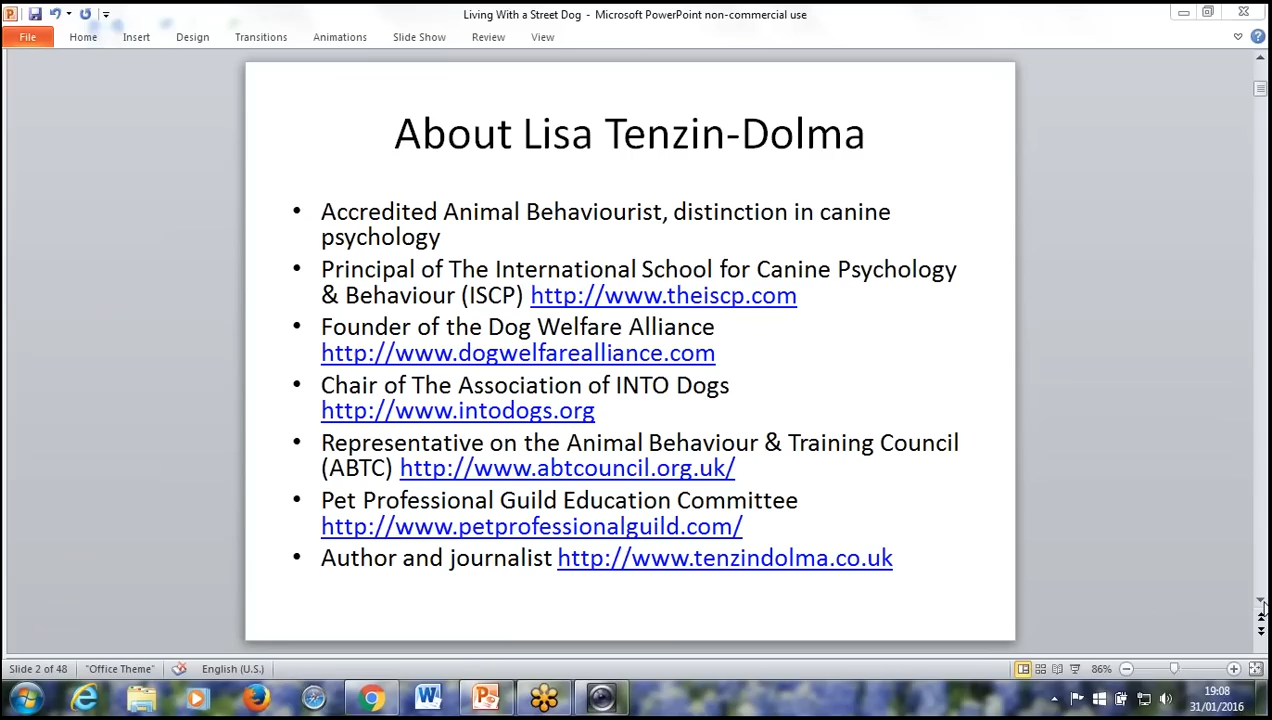 Living With a Street Dog - Microsoft PowerPoint non-commercial use
File Home Insert Design Transitions Animations Slide Show Review View
About Lisa Tenzin-Dolma
• Accredited Animal Behaviourist, distinction in canine
psychology
• Principal of The International School for Canine Psychology
& Behaviour (ISCP) http://www.theiscp.com
• Founder of the Dog Welfare Alliance
http://www.dogwelfarealliance.com
• Chair of The Association of INTO Dogs
http://www.intodogs.org
• Representative on the Animal Behaviour & Training Council
(ABTC) http://www.abtcouncil.org.uk/
• Pet Professional Guild Education Committee
http://www.petprofessionalguild.com/
• Author and journalist http://www.tenzindolma.co.uk
Slide 2 of 48 "Office Theme" English (U.S.) 86%
19:08
31/01/2016